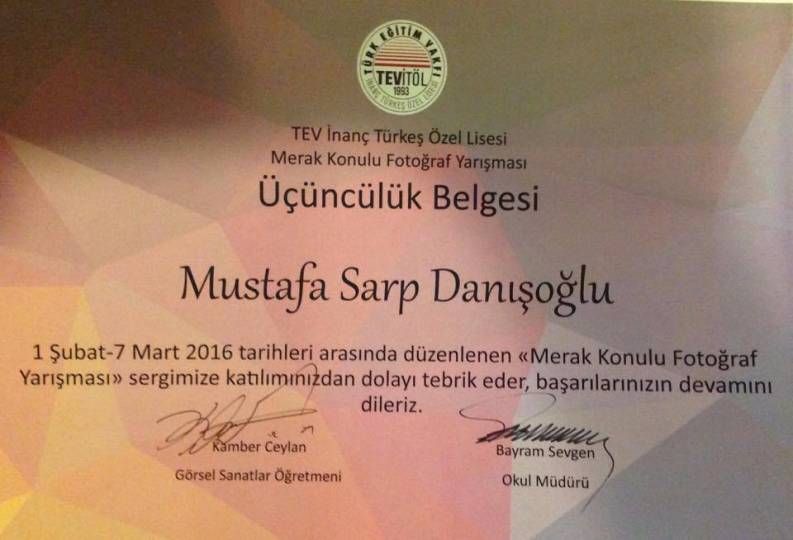 TÜRK EĞİTİM VAKFI
TEVİTÖL
1993
İNANÇ TÜRKEŞ ÖZEL LİSESİ
TEV İnanç Türkeş Özel Lisesi
Merak Konulu Fotoğraf Yarışması
Üçüncülük Belgesi
Mustafa Sarp Danışoğlu
1 Şubat-7 Mart 2016 tarihleri arasında düzenlenen «Merak Konulu Fotoğraf
Yarışması» sergimize katılımınızdan dolayı tebrik eder, başarılarınızın devamını
dileriz.
Kamber Ceylan
Görsel Sanatlar Öğretmeni
Bayram Sevgen
Okul Müdürü